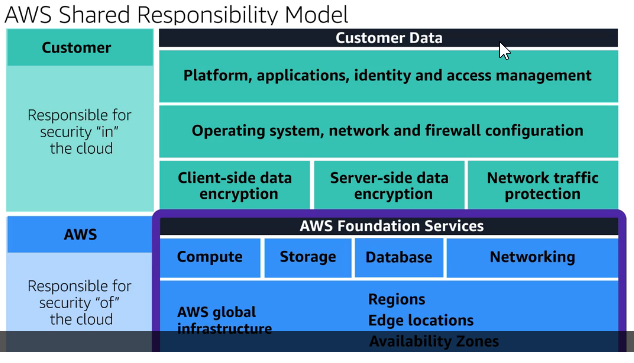 AWS Shared Responsibility Model
Customer
Responsible for
security "in"
the cloud
Customer Data
Platform, applications, identity and access management
Operating system, network and firewall configuration
Client-side data
encryption
Server-side data
encryption
Network traffic
protection
AWS
Responsible for
security "of"
the cloud
AWS Foundation Services
Compute
Storage
Database
Networking
AWS global
infrastructure
Regions
Edge locations
Availability Zones